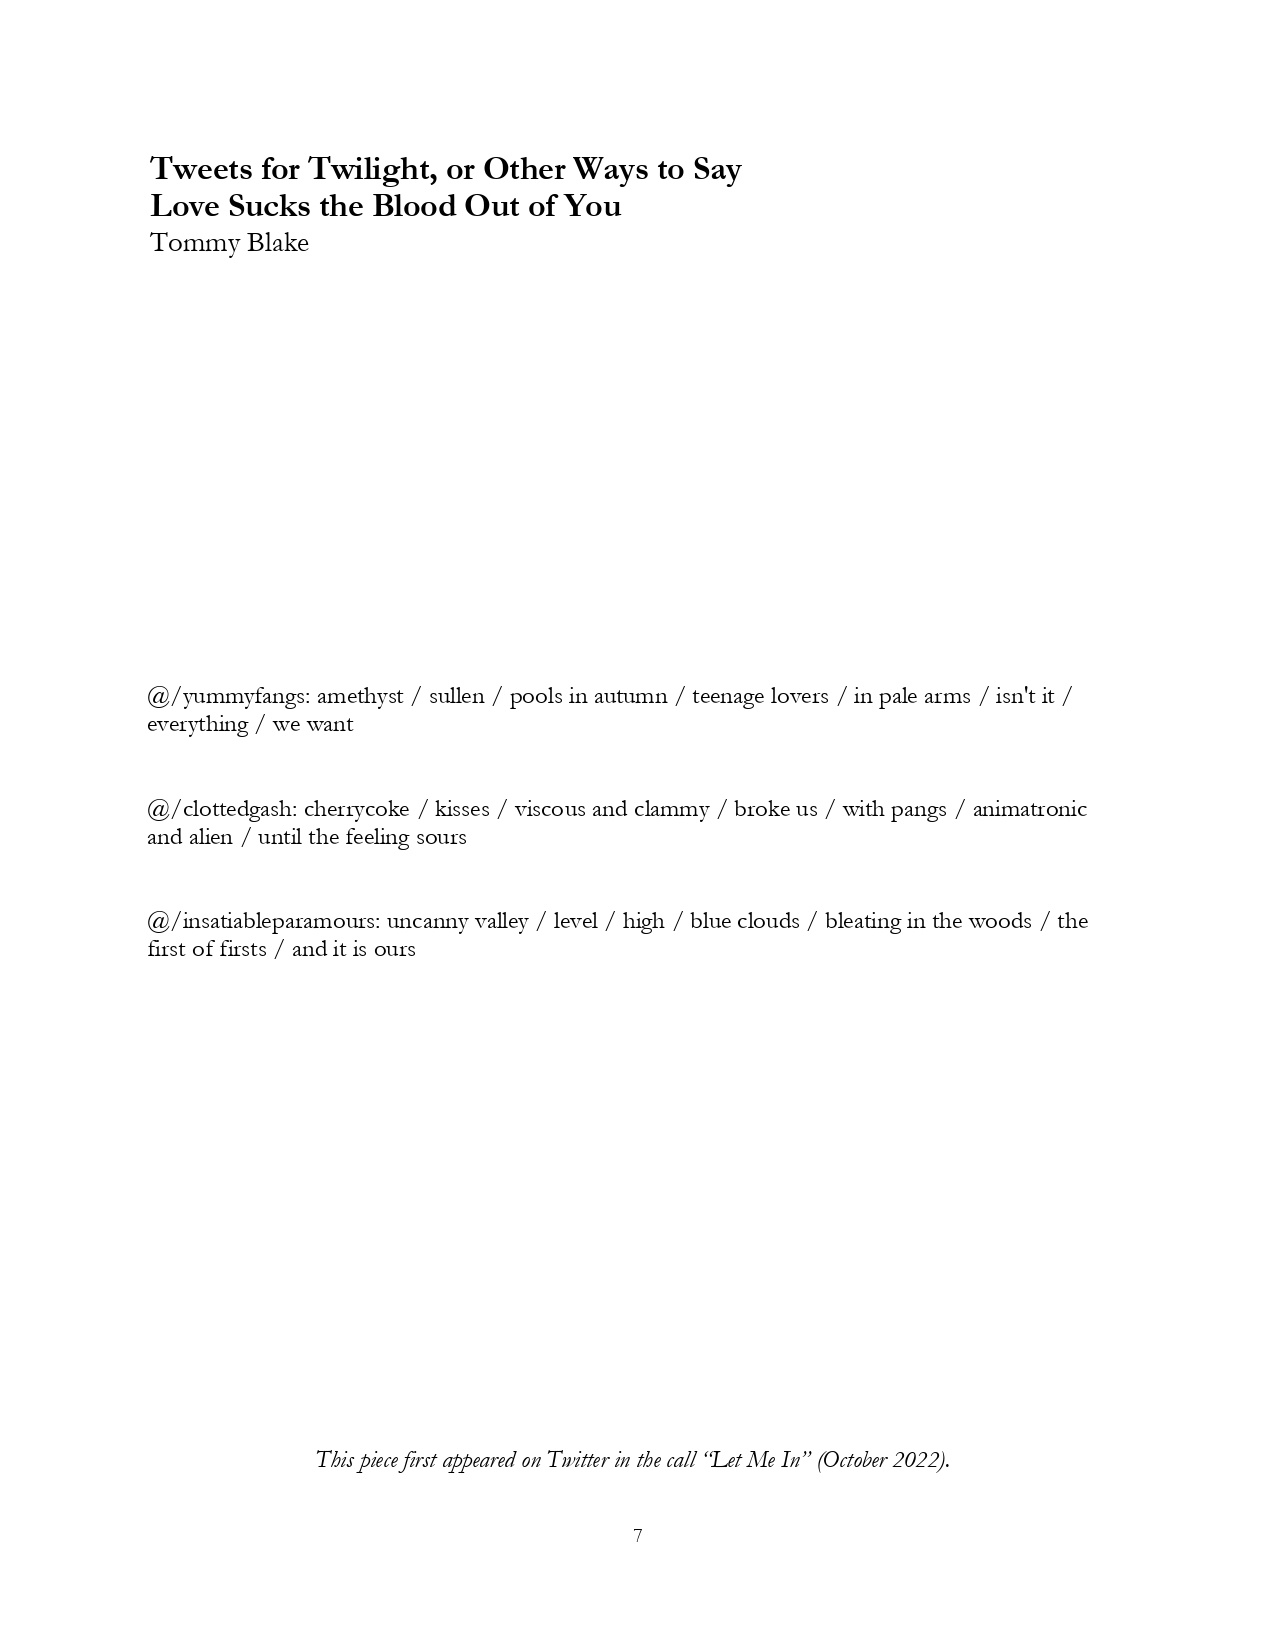 Tweets for Twilight, or Other Ways to Say
Love Sucks the Blood Out of You
Tommy Blake
@/yummyfangs: amethyst / sullen / pools in autumn / teenage lovers / in pale arms / isn't it /
everything / we want
@/clottedgash: cherrycoke / kisses / viscous and clammy / broke us / with pangs / animatronic
and alien / until the feeling sours
@/insatiableparamours: uncanny valley / level / high / blue clouds / bleating in the woods / the
first of firsts / and it is ours
This piece first appeared on Twitter in the call “Let Me In” (October 2022).
7